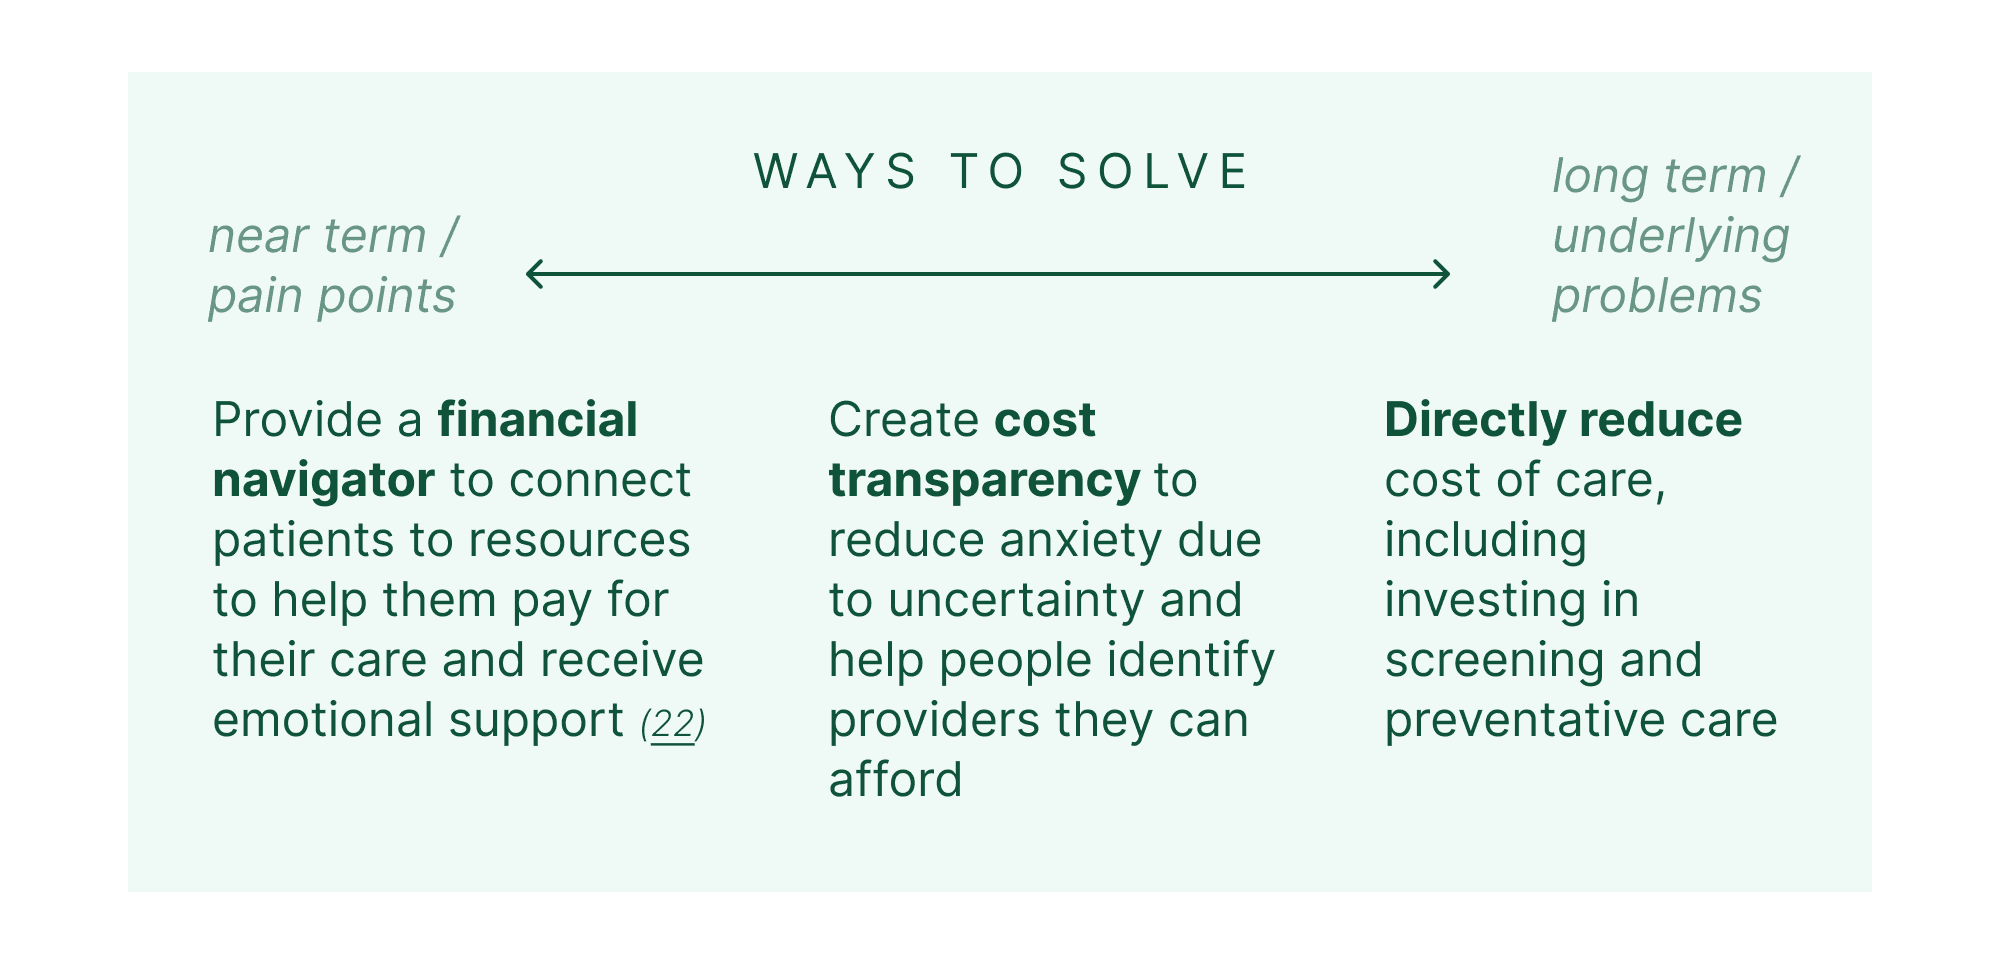 WAYS TO SOLVE
near term /
pain points
long term /
underlying
problems
Provide a financial
navigator to connect
patients to resources
to help them pay for
their care and receive
emotional support (22)
Create cost
transparency to
reduce anxiety due
to uncertainty and
help people identify
providers they can
afford
Directly reduce
cost of care,
including
investing in
screening and
preventative care